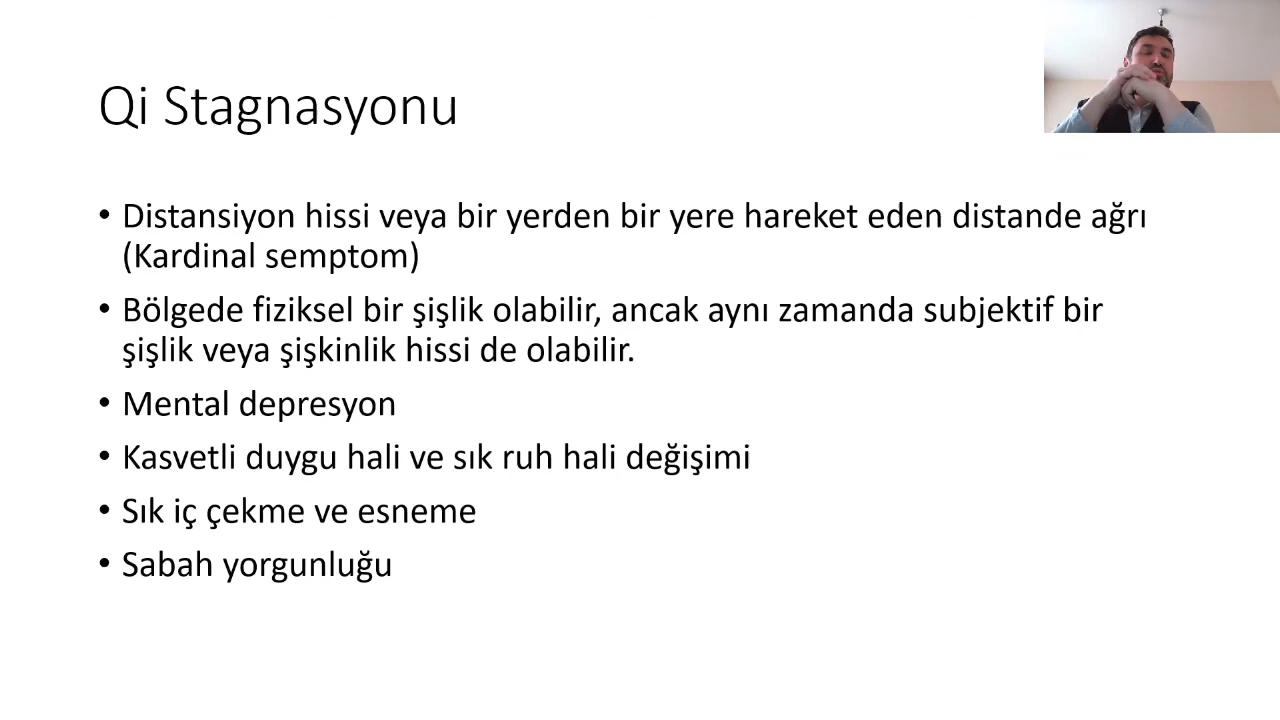 Qi Stagnasyonu
• Distansiyon hissi veya bir yerden bir yere hareket eden distande ağrı
(Kardinal semptom)
• Bölgede fiziksel bir şişlik olabilir, ancak aynı zamanda subjektif bir
şişlik veya şişkinlik hissi de olabilir.
• Mental depresyon
• Kasvetli duygu hali ve sık ruh hali değişimi
• Sık iç çekme ve esneme
• Sabah yorgunluğu